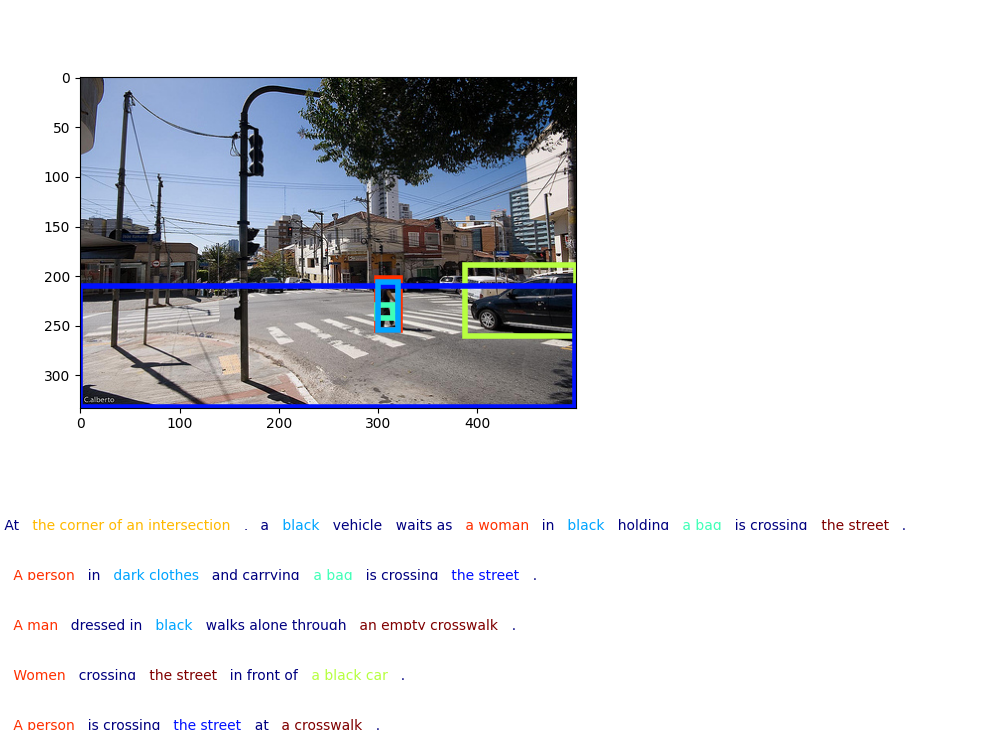 0
50
100
150
200
250
300
C.alberto
0 100 200 300 400
At the corner of an intersection . a black vehicle waits as a woman in black holding a bag is crossing the street .
A person in dark clothes and carrying a bag is crossing the street .
A man dressed in black walks alone through an empty crosswalk .
Women crossing the street in front of a black car .
A person is crossing the street at a crosswalk .